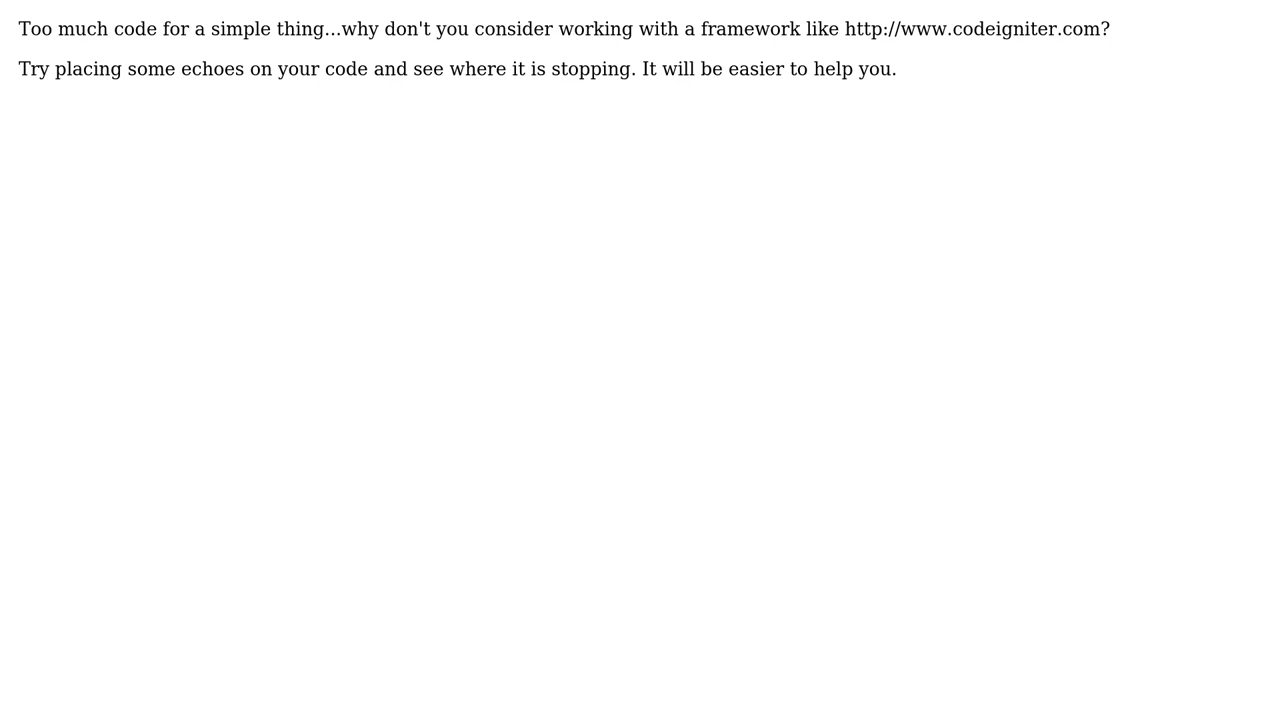 Too much code for a simple thing...why don't you consider working with a framework like http://www.codeigniter.com?
Try placing some echoes on your code and see where it is stopping. It will be easier to help you.